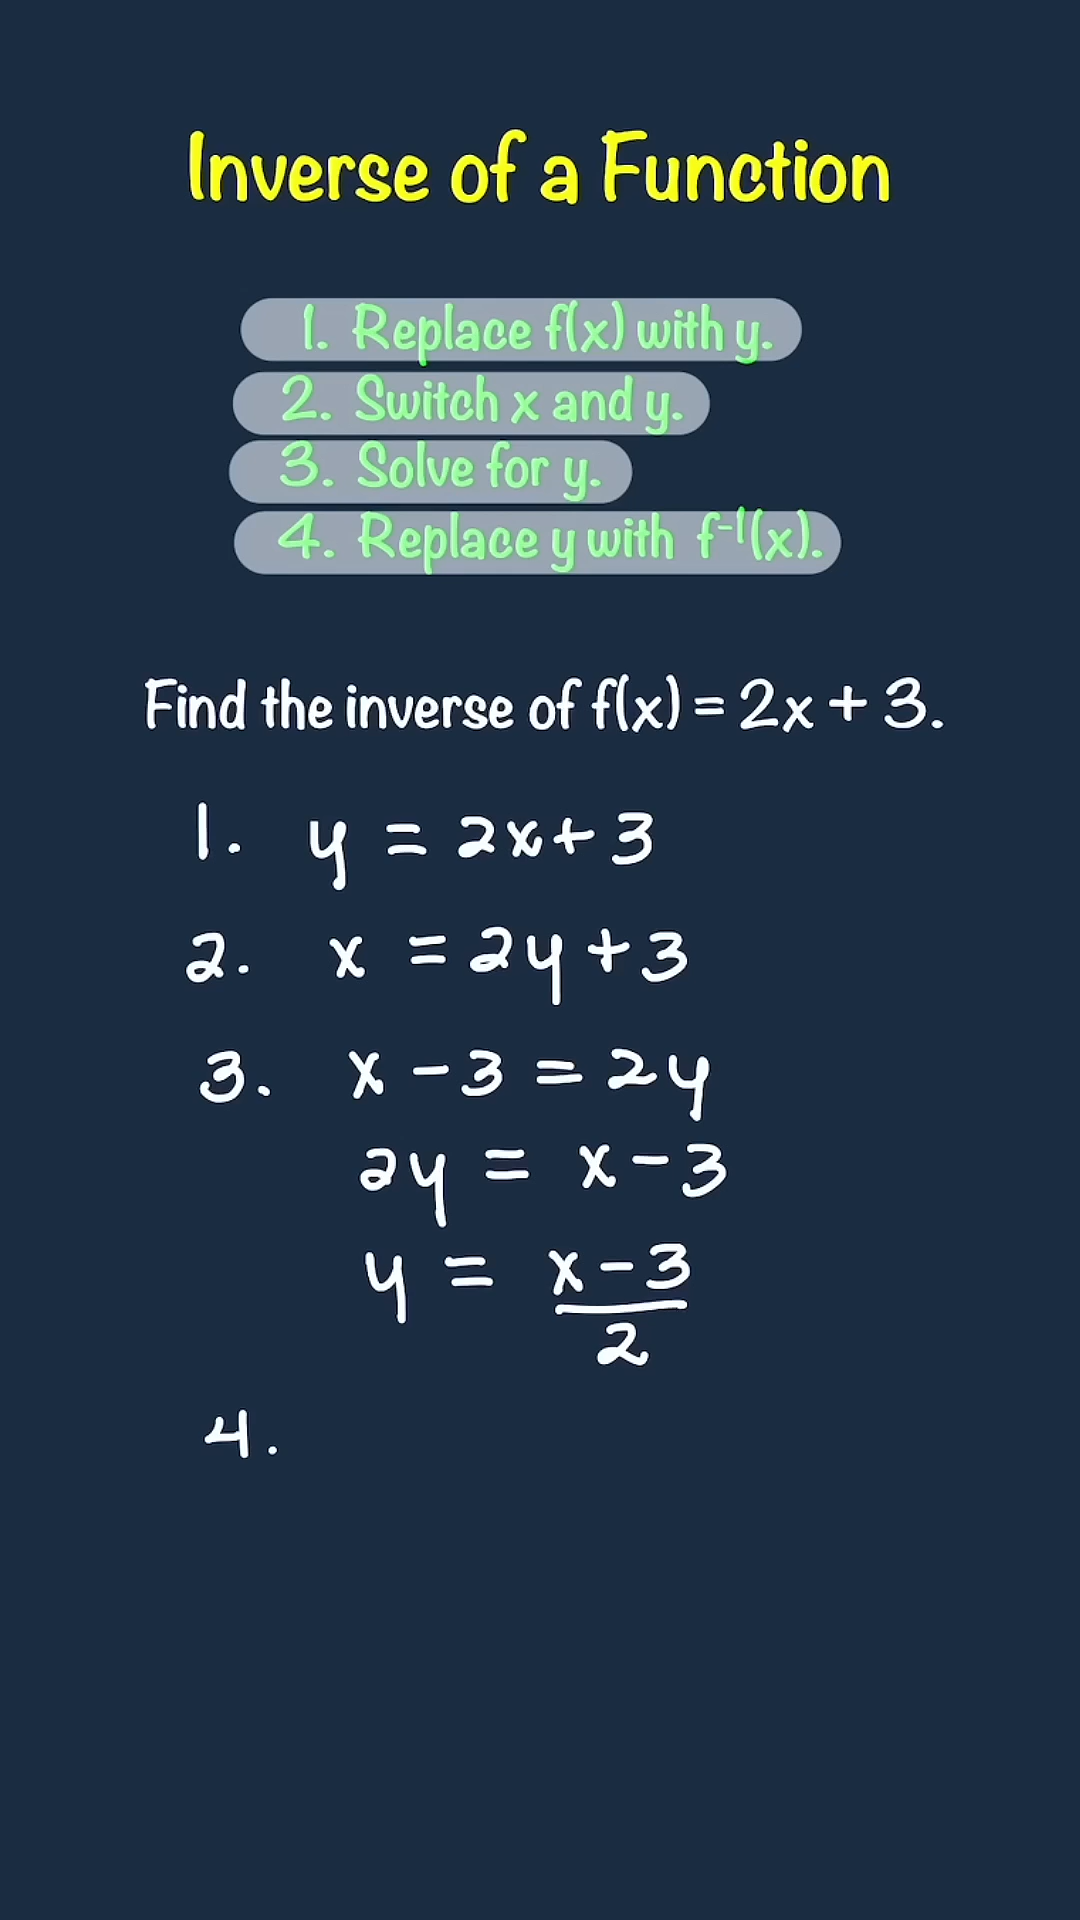 Inverse of a Function
1. Replace f(x) with y.
2. Switch x and y.
3. Solve for y.
4. Replace y with f⁻¹(x).
Find the inverse of f(x) = 2x + 3.
1. y = 2x+3
2. x = 2y+3
3. x - 3 = 2y
2y = x - 3
y = x - 3
2
4.